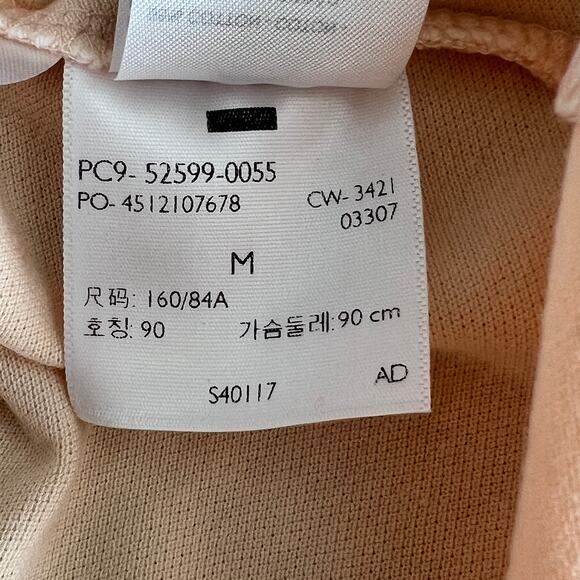 PC9- 52599-0055
PO- 4512107678
CW- 3421
03307
M
尺码: 160/84A
호칭: 90 가슴둘레: 90 cm
S40117
AD